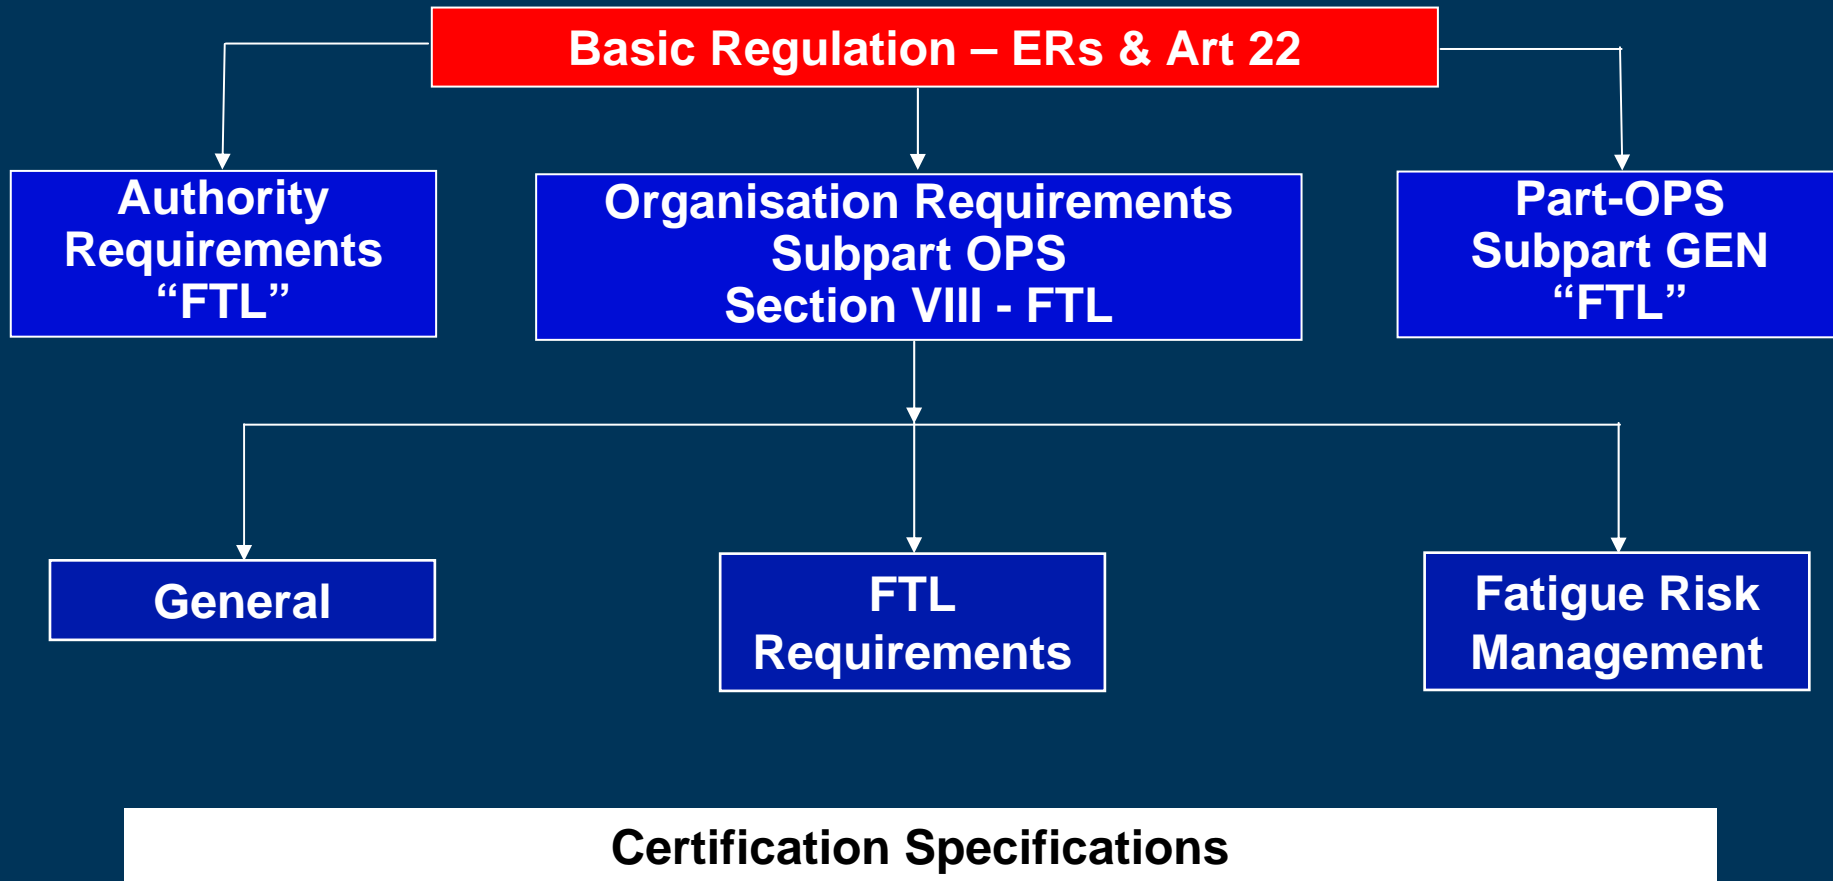 Basic Regulation – ERs & Art 22
Authority
Requirements
“FTL”
Organisation Requirements
Subpart OPS
Section VIII - FTL
Part-OPS
Subpart GEN
“FTL”
General
FTL
Requirements
Fatigue Risk
Management
Certification Specifications